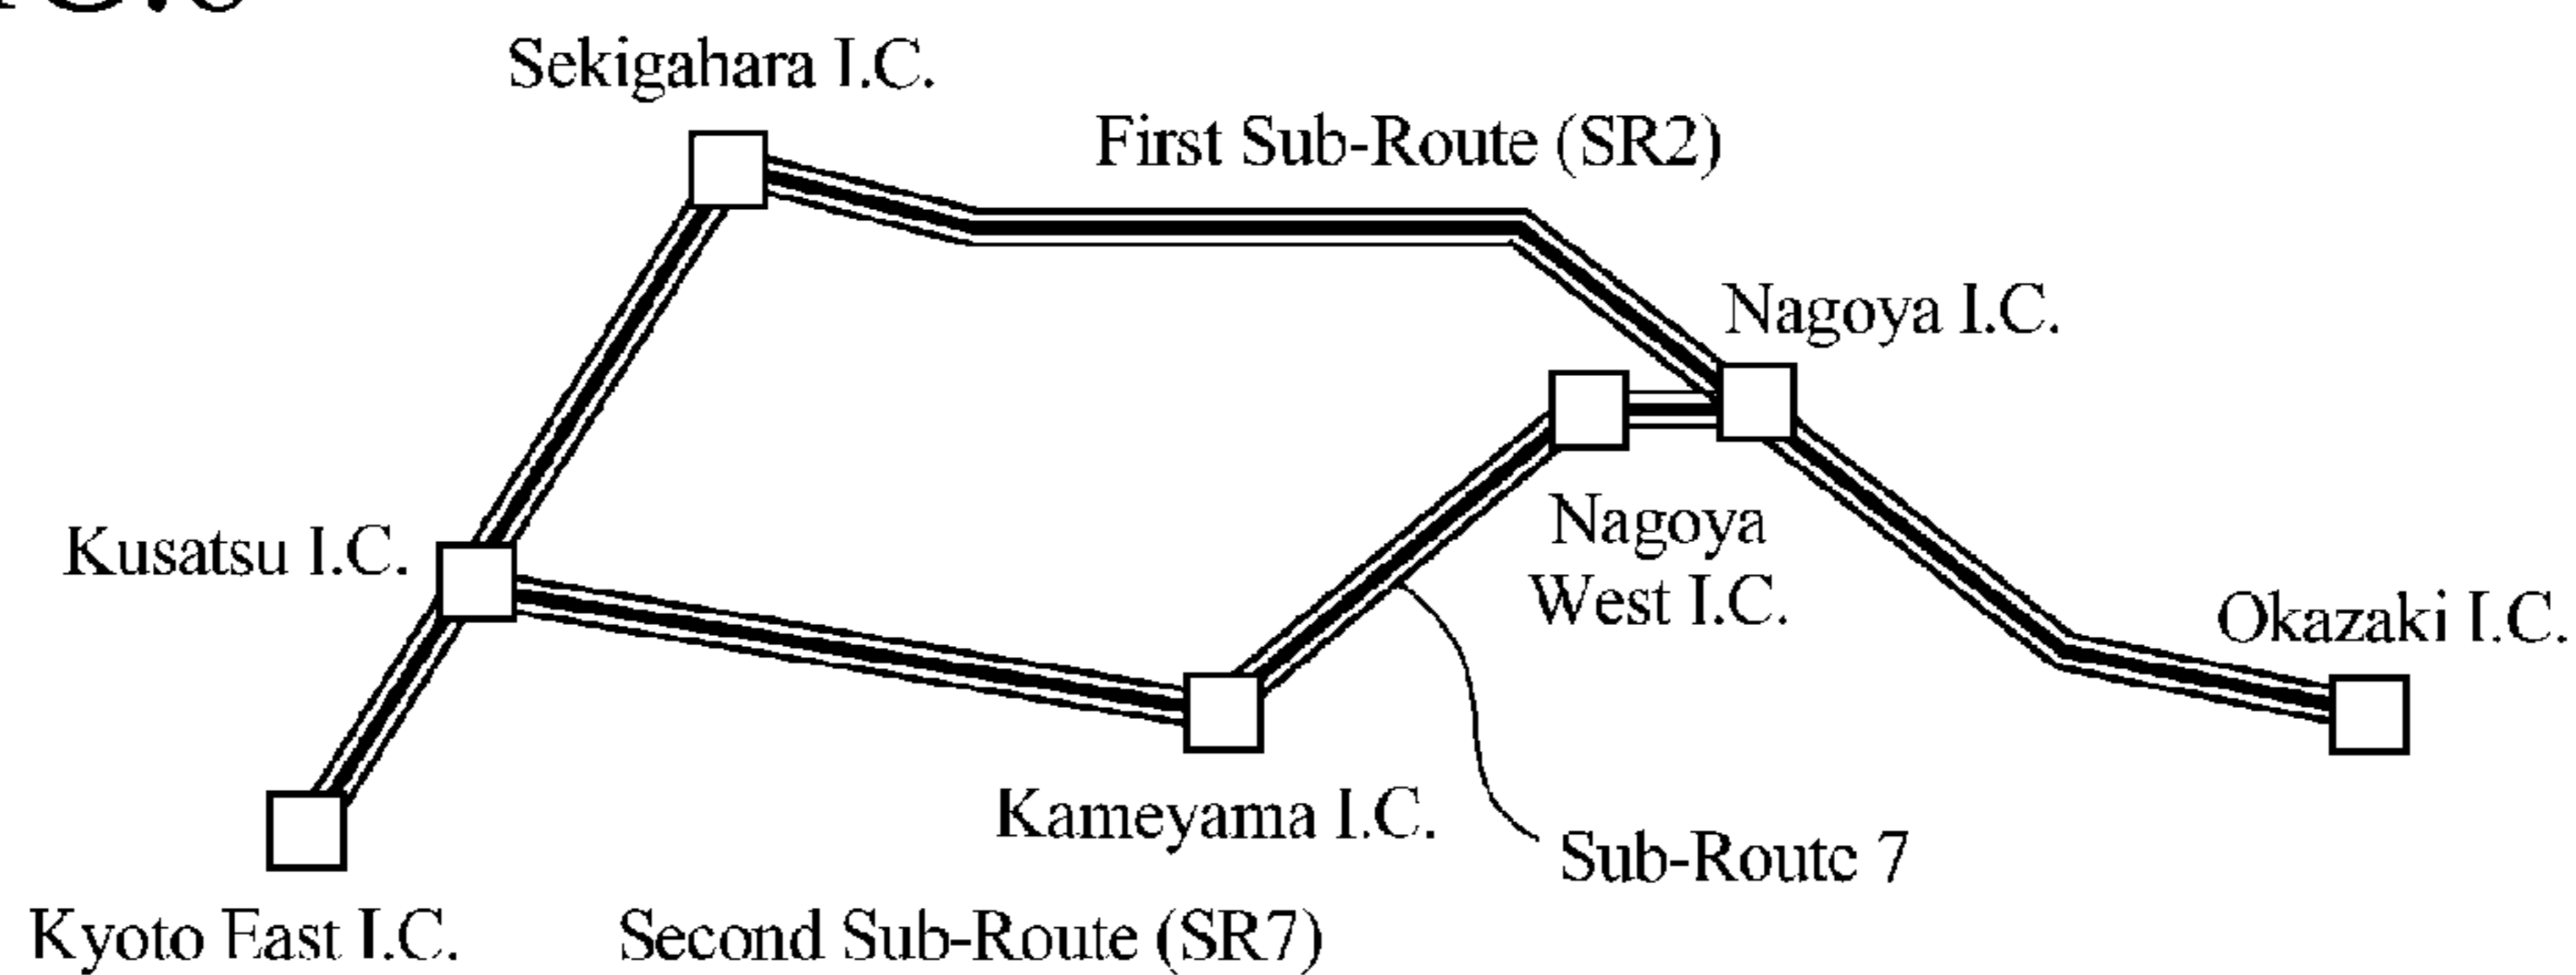 Sekigahara I.C.
First Sub-Route (SR2)
Nagoya I.C.
Kusatsu I.C.
Nagoya
West I.C.
Okazaki I.C.
Kameyama I.C.
Sub-Route 7
Kyoto East I.C.
Second Sub-Route (SR7)